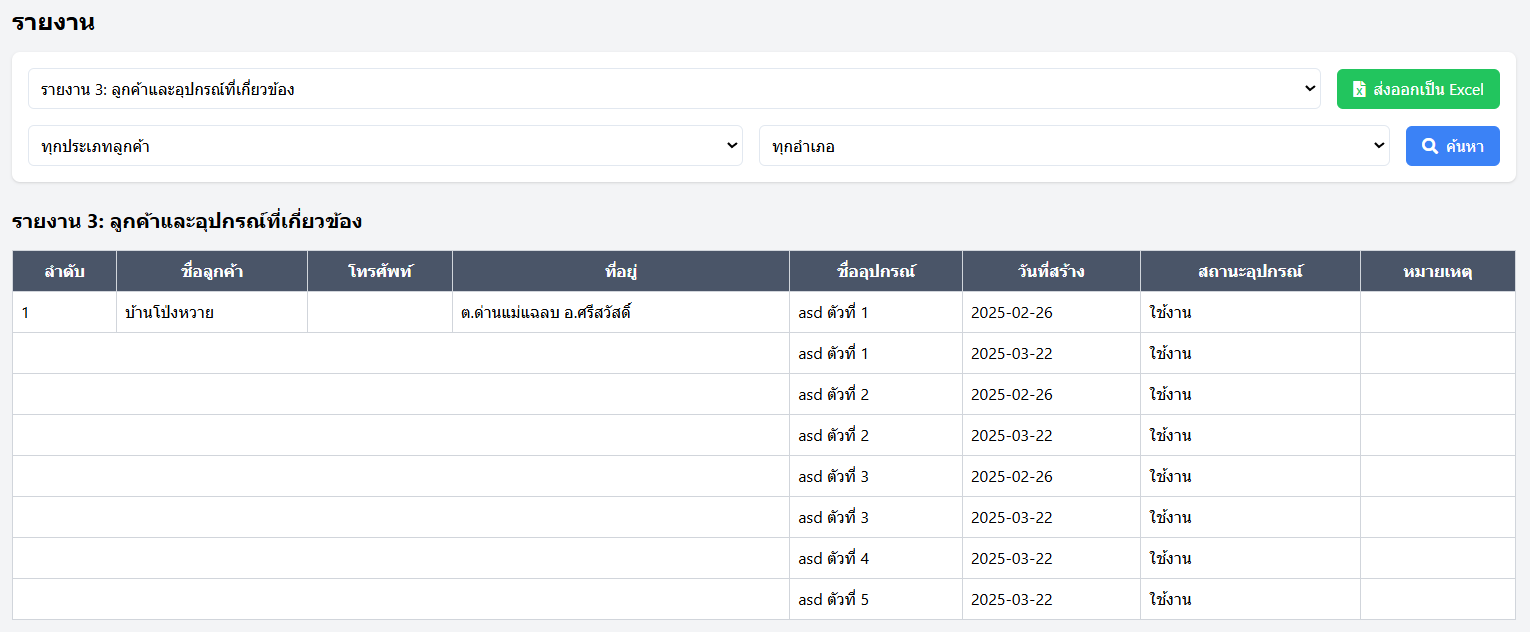 รายงาน
รายงาน 3: ลูกค้าและอุปกรณ์ที่เกี่ยวข้อง
ส่งออกเป็น Excel
ทุกประเภทลูกค้า
ทุกอำเภอ
ค้นหา
รายงาน 3: ลูกค้าและอุปกรณ์ที่เกี่ยวข้อง
ลำดับ ชื่อลูกค้า โทรศัพท์ ที่อยู่ ชื่ออุปกรณ์ วันที่สร้าง สถานะอุปกรณ์ หมายเหตุ
1 บ้านโป่งหวาย ต.ด่านแม่แฉลบ อ.ศรีสวัสดิ์ asd ตัวที่ 1 2025-02-26 ใช้งาน
asd ตัวที่ 1 2025-03-22 ใช้งาน
asd ตัวที่ 2 2025-02-26 ใช้งาน
asd ตัวที่ 2 2025-03-22 ใช้งาน
asd ตัวที่ 3 2025-02-26 ใช้งาน
asd ตัวที่ 3 2025-03-22 ใช้งาน
asd ตัวที่ 4 2025-03-22 ใช้งาน
asd ตัวที่ 5 2025-03-22 ใช้งาน